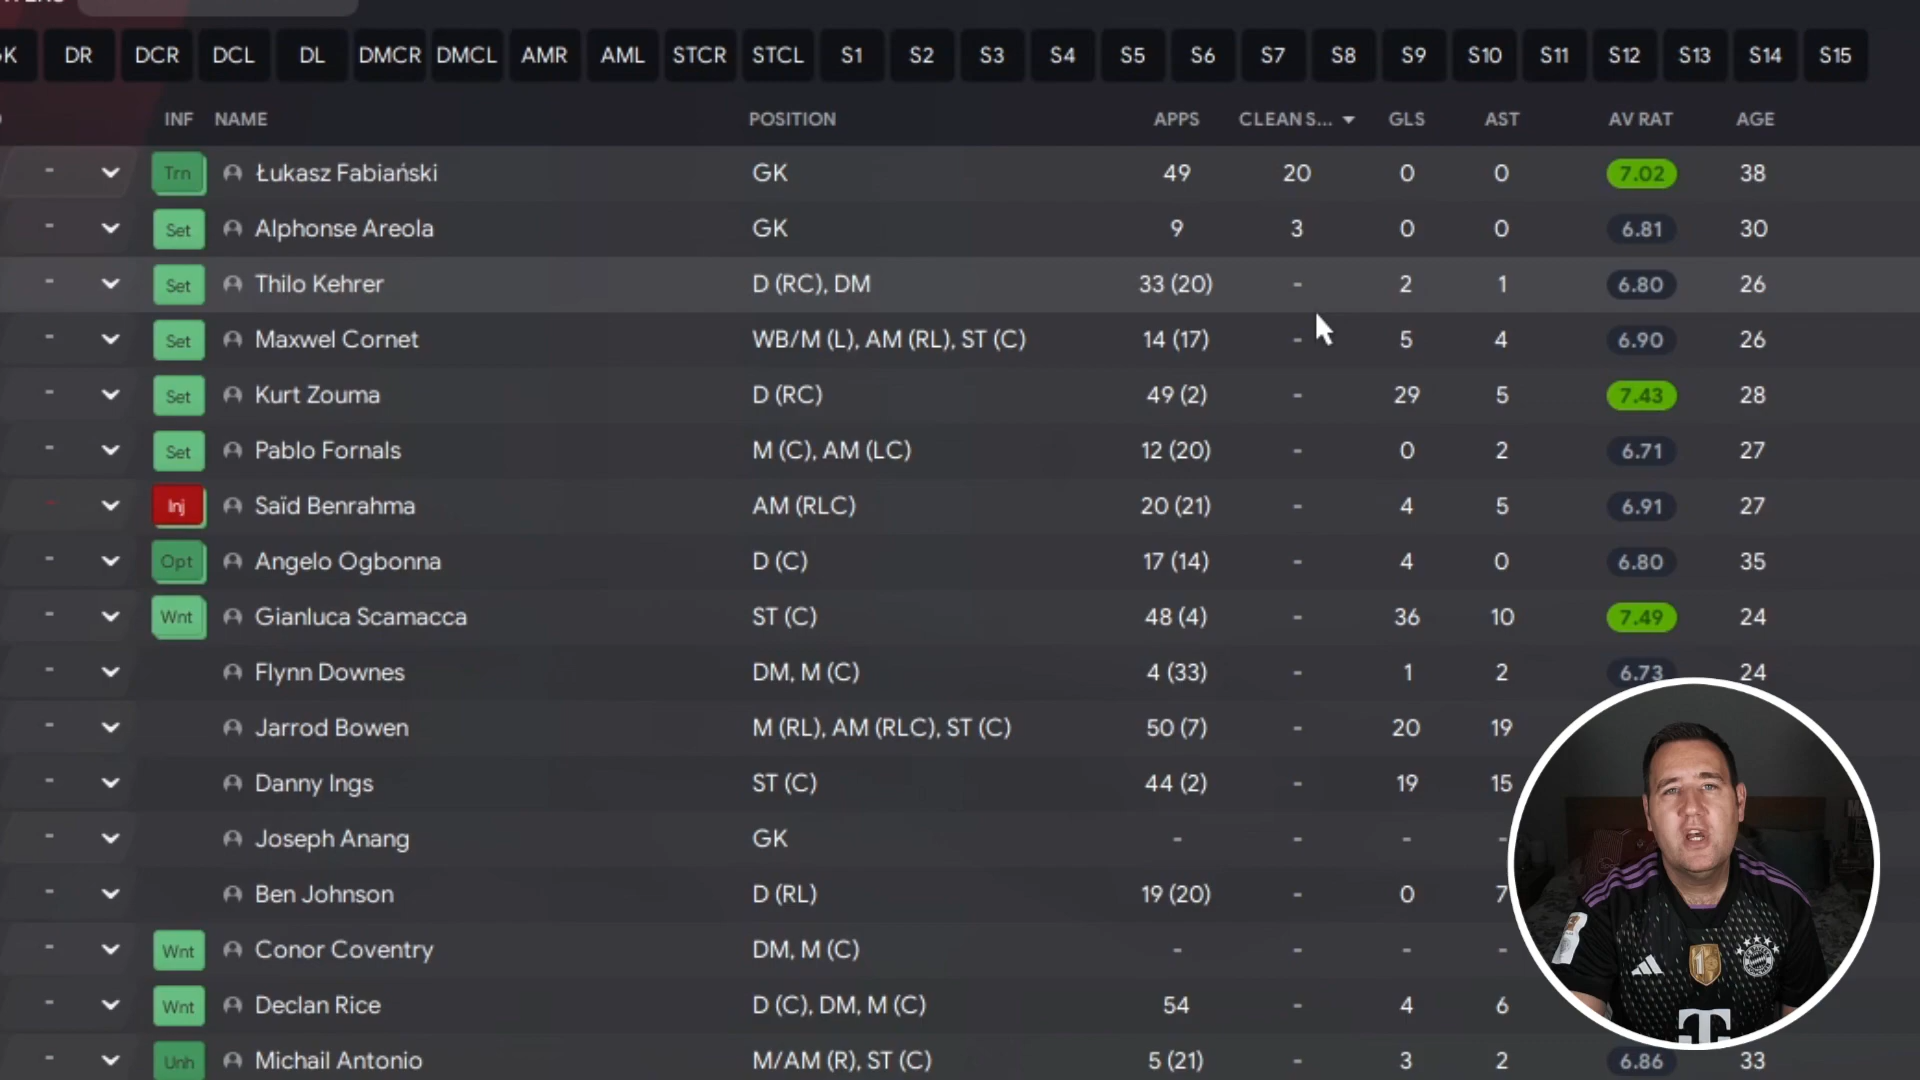 DR DCR DCL DL DMCR DMCL AMR AML STCR STCL S1 S2 S3 S4 S5 S6 S7 S8 S9 S10 S11 S12 S13 S14 S15
INF NAME POSITION APPS CLEAN S... GLS AST AV RAT AGE
- Trn Łukasz Fabiański GK 49 20 0 0 7.02 38
- Set Alphonse Areola GK 9 3 0 0 6.81 30
- Set Thilo Kehrer D (RC), DM 33 (20) - 2 1 6.80 26
- Set Maxwel Cornet WB/M (L), AM (RL), ST (C) 14 (17) - 5 4 6.90 26
- Set Kurt Zouma D (RC) 49 (2) - 29 5 7.43 28
- Set Pablo Fornals M (C), AM (LC) 12 (20) - 0 2 6.71 27
- Inj Saïd Benrahma AM (RLC) 20 (21) - 4 5 6.91 27
- Opt Angelo Ogbonna D (C) 17 (14) - 4 0 6.80 35
- Wnt Gianluca Scamacca ST (C) 48 (4) - 36 10 7.49 24
- Flynn Downes DM, M (C) 4 (33) - 1 2 6.73 24
- Jarrod Bowen M (RL), AM (RLC), ST (C) 50 (7) - 20 19
- Danny Ings ST (C) 44 (2) - 19 15
- Joseph Anang GK - - - -
- Ben Johnson D (RL) 19 (20) - 0 7
- Wnt Conor Coventry DM, M (C) - - - -
- Wnt Declan Rice D (C), DM, M (C) 54 - 4 6
- Unh Michail Antonio M/AM (R), ST (C) 5 (21) - 3 2 6.86 33